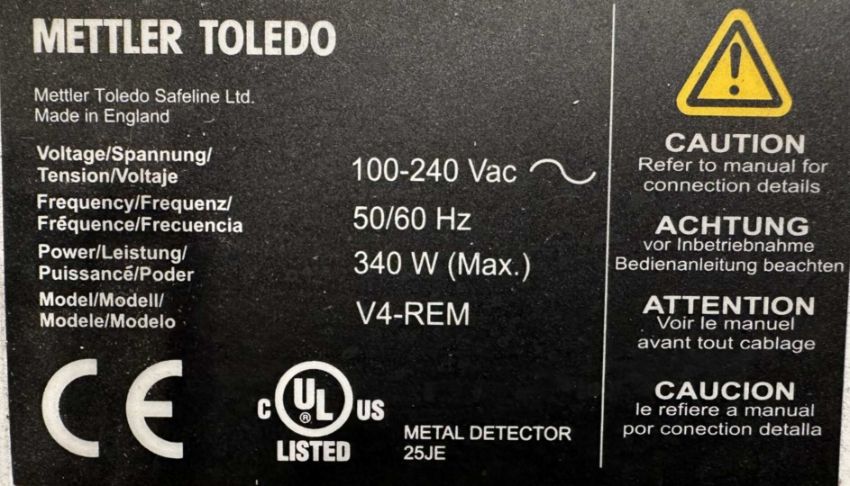 METTLER TOLEDO
Mettler Toledo Safeline Ltd.
Made in England
Voltage/Spannung/
Tension/Voltaje
100-240 Vac
Frequency/Frequenz/
Fréquence/Frecuencia
50/60 Hz
Power/Leistung/
Puissancé/Poder
340 W (Max.)
Model/Modell/
Modele/Modelo
V4-REM
CE
C UL US
®
LISTED
METAL DETECTOR
25JE
!
CAUTION
Refer to manual for
connection details
ACHTUNG
vor Inbetriebnahme
Bedienanleitung beachten
ATTENTION
Voir le manuel
avant tout cablage
CAUCION
le refiere a manual
por conection detalla